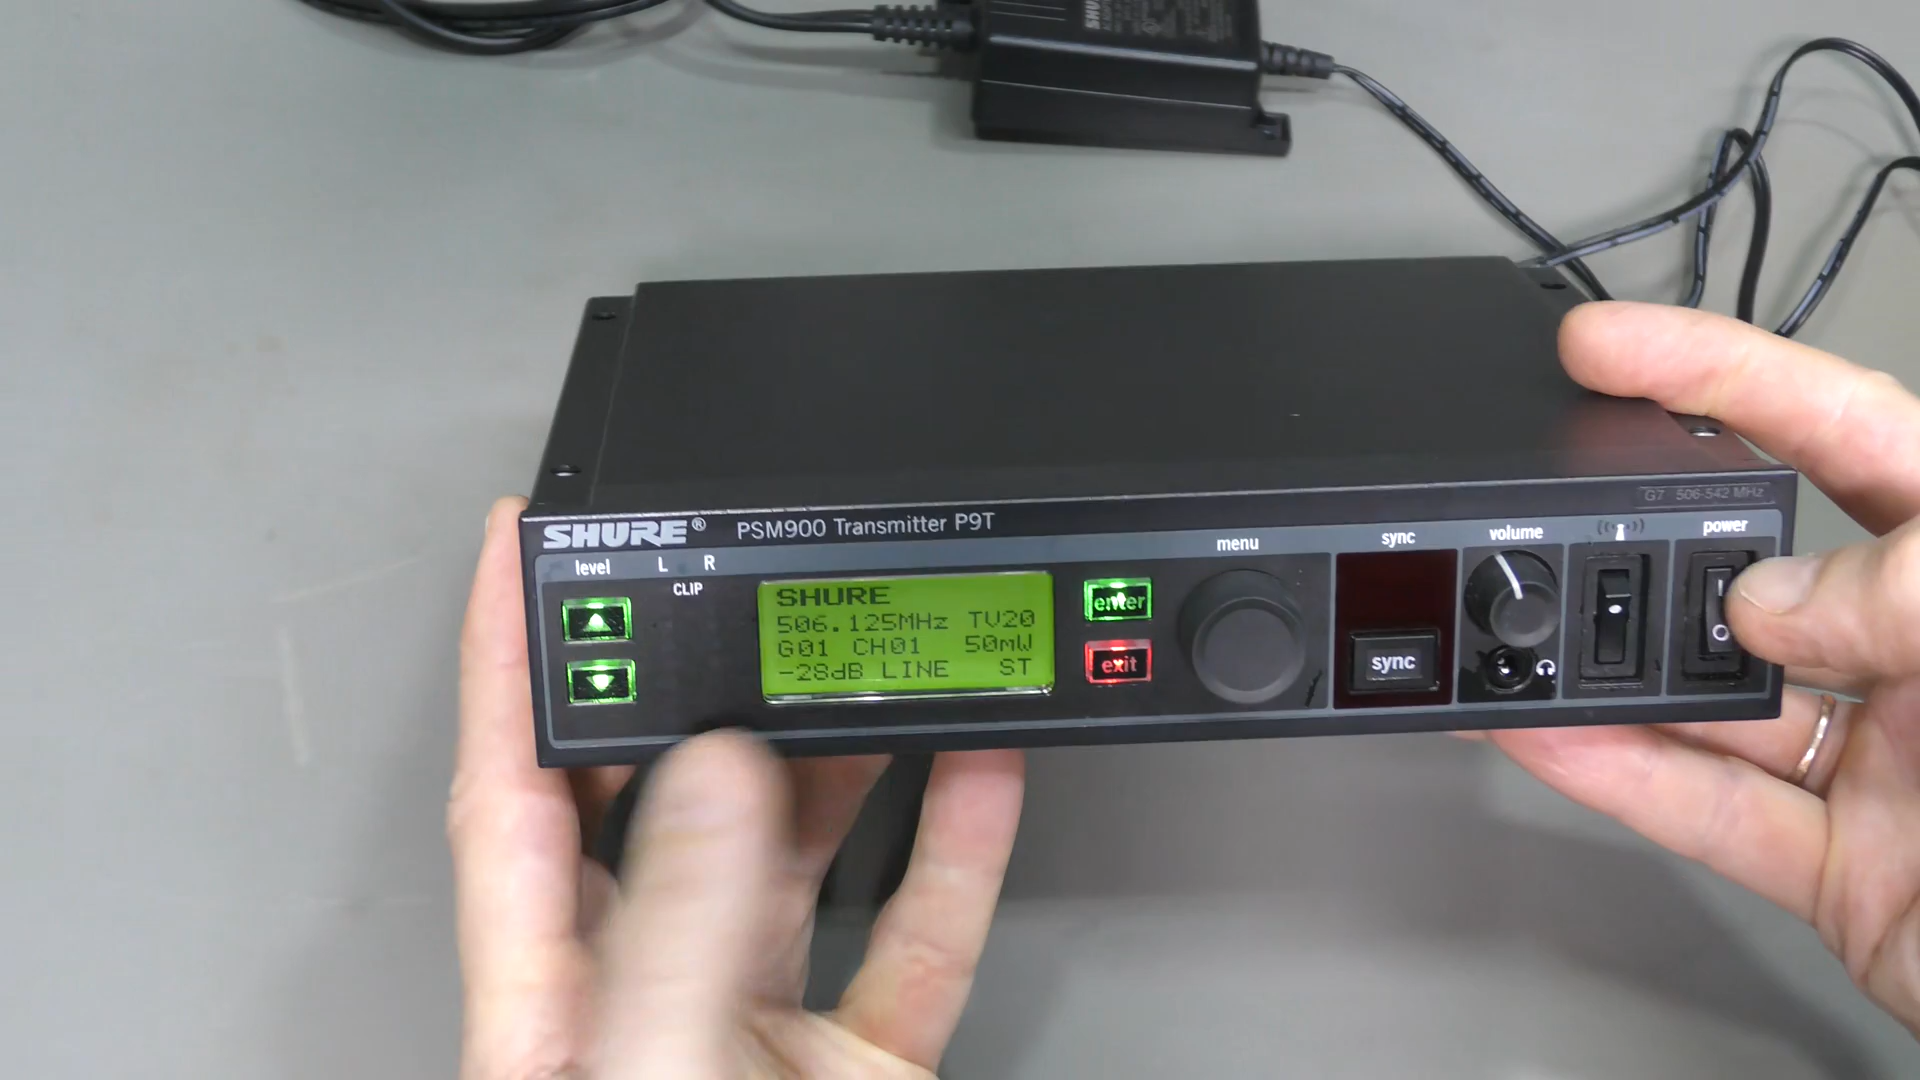 SHURE
G7 506-542 MHz
SHURE® PSM900 Transmitter P9T
level L R
CLIP
menu
sync
volume
power
SHURE
506.125MHz TV20
G01 CH01 50mW
-28dB LINE ST
enter
exit
sync